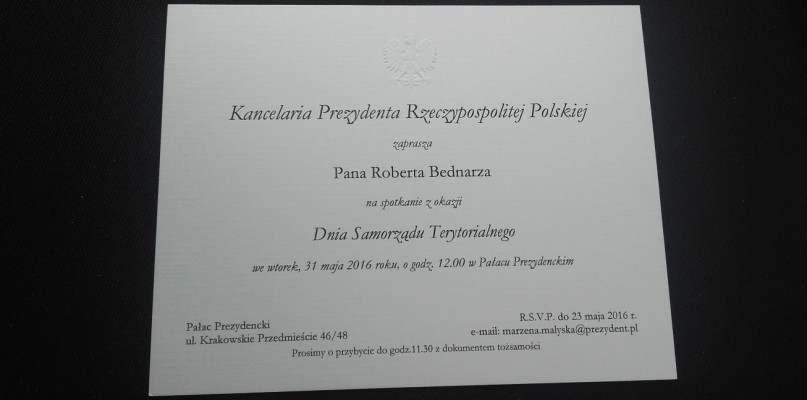 Kancelaria Prezydenta Rzeczypospolitej Polskiej
zaprasza
Pana Roberta Bednarza
na spotkanie z okazji
Dnia Samorządu Terytorialnego
we wtorek, 31 maja 2016 roku, o godz. 12.00 w Pałacu Prezydenckim
Pałac Prezydencki
ul. Krakowskie Przedmieście 46/48
R.S.V.P. do 23 maja 2016 r.
e-mail: marzena.malyska@prezydent.pl
Prosimy o przybycie do godz.11.30 z dokumentem tożsamości